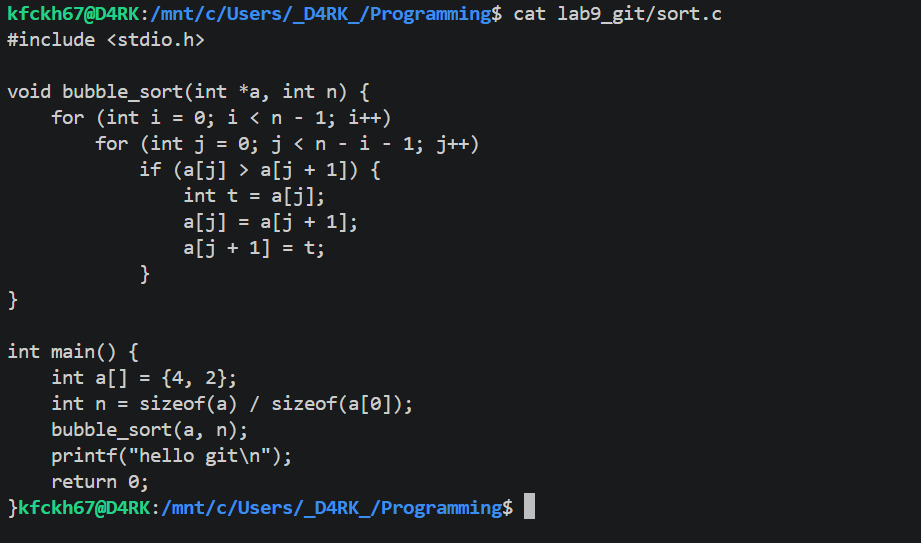 kfckh67@D4RK:/mnt/c/Users/_D4RK_/Programming$ cat lab9_git/sort.c
#include <stdio.h>

void bubble_sort(int *a, int n) {
    for (int i = 0; i < n - 1; i++)
        for (int j = 0; j < n - i - 1; j++)
            if (a[j] > a[j + 1]) {
                int t = a[j];
                a[j] = a[j + 1];
                a[j + 1] = t;
            }
}

int main() {
    int a[] = {4, 2};
    int n = sizeof(a) / sizeof(a[0]);
    bubble_sort(a, n);
    printf("hello git\n");
    return 0;
}kfckh67@D4RK:/mnt/c/Users/_D4RK_/Programming$